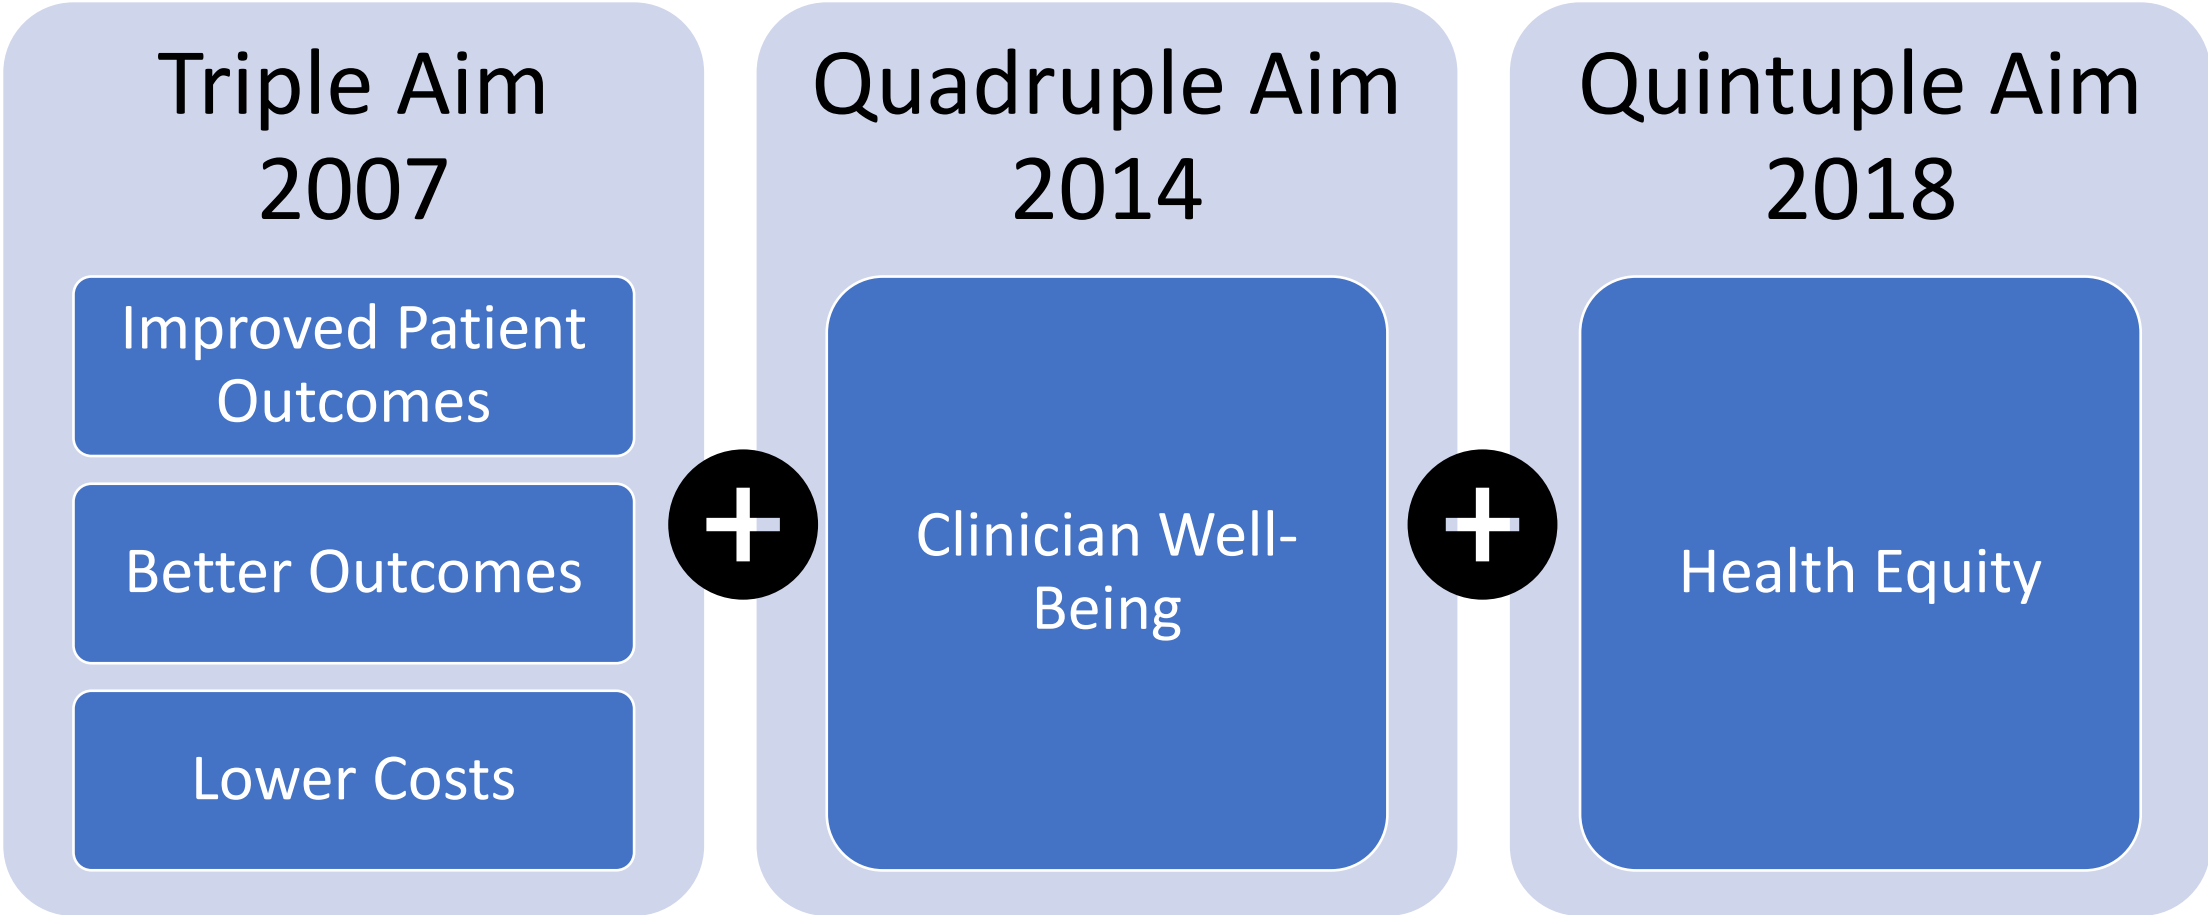 Triple Aim
2007
Improved Patient
Outcomes
Better Outcomes
Lower Costs
+
Quadruple Aim
2014
Clinician Well-
Being
+
Quintuple Aim
2018
Health Equity